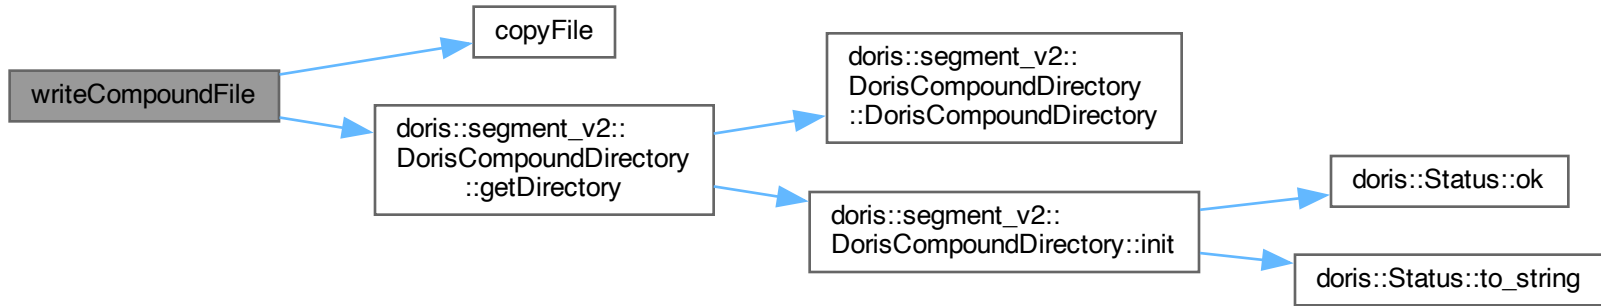 writeCompoundFile
copyFile
doris::segment_v2::
DorisCompoundDirectory
::getDirectory
doris::segment_v2::
DorisCompoundDirectory
::DorisCompoundDirectory
doris::segment_v2::
DorisCompoundDirectory::init
doris::Status::ok
doris::Status::to_string